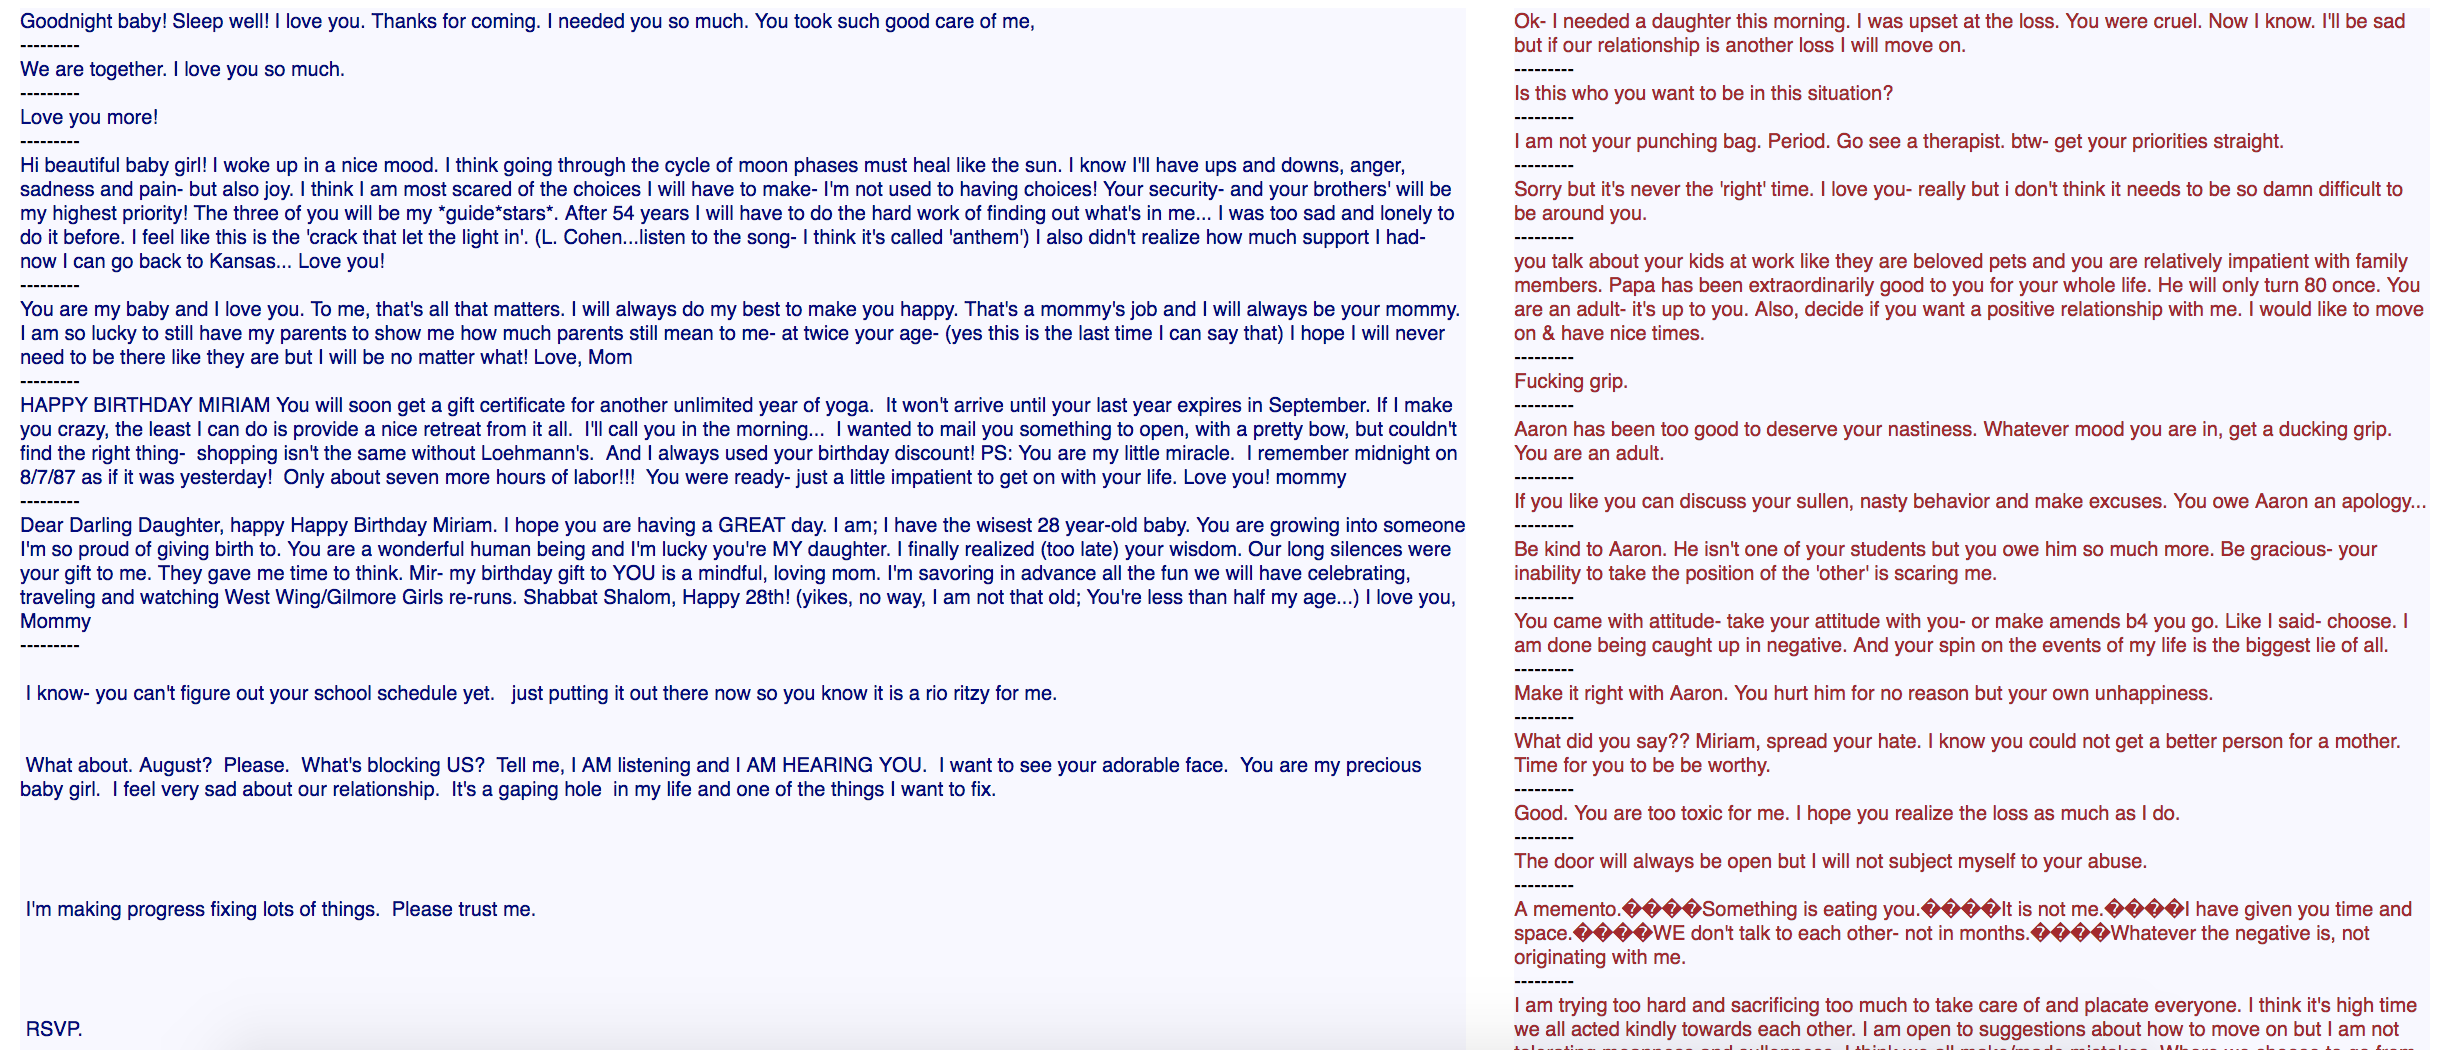 Goodnight baby! Sleep well! I love you. Thanks for coming. I needed you so much. You took such good care of me,
---------
We are together. I love you so much.
---------
Love you more!
---------
Hi beautiful baby girl! I woke up in a nice mood. I think going through the cycle of moon phases must heal like the sun. I know I'll have ups and downs, anger,
sadness and pain- but also joy. I think I am most scared of the choices I will have to make- I'm not used to having choices! Your security- and your brothers' will be
my highest priority! The three of you will be my *guide*stars*. After 54 years I will have to do the hard work of finding out what's in me... I was too sad and lonely to
do it before. I feel like this is the 'crack that let the light in'. (L. Cohen...listen to the song- I think it's called 'anthem') I also didn't realize how much support I had-
now I can go back to Kansas... Love you!
---------
You are my baby and I love you. To me, that's all that matters. I will always do my best to make you happy. That's a mommy's job and I will always be your mommy.
I am so lucky to still have my parents to show me how much parents still mean to me- at twice your age- (yes this is the last time I can say that) I hope I will never
need to be there like they are but I will be no matter what! Love, Mom
---------
HAPPY BIRTHDAY MIRIAM You will soon get a gift certificate for another unlimited year of yoga.  It won't arrive until your last year expires in September. If I make
you crazy, the least I can do is provide a nice retreat from it all.  I'll call you in the morning...  I wanted to mail you something to open, with a pretty bow, but couldn't
find the right thing-  shopping isn't the same without Loehmann's.  And I always used your birthday discount! PS: You are my little miracle.  I remember midnight on
8/7/87 as if it was yesterday!  Only about seven more hours of labor!!!  You were ready- just a little impatient to get on with your life. Love you! mommy
---------
Dear Darling Daughter, happy Happy Birthday Miriam. I hope you are having a GREAT day. I am; I have the wisest 28 year-old baby. You are growing into someone
I'm so proud of giving birth to. You are a wonderful human being and I'm lucky you're MY daughter. I finally realized (too late) your wisdom. Our long silences were
your gift to me. They gave me time to think. Mir- my birthday gift to YOU is a mindful, loving mom. I'm savoring in advance all the fun we will have celebrating,
traveling and watching West Wing/Gilmore Girls re-runs. Shabbat Shalom, Happy 28th! (yikes, no way, I am not that old; You're less than half my age...) I love you,
Mommy
---------
I know- you can't figure out your school schedule yet.   just putting it out there now so you know it is a rio ritzy for me.
What about. August?  Please.  What's blocking US?  Tell me, I AM listening and I AM HEARING YOU.  I want to see your adorable face.  You are my precious
baby girl.  I feel very sad about our relationship.  It's a gaping hole  in my life and one of the things I want to fix.
I'm making progress fixing lots of things.  Please trust me.
RSVP.
Ok- I needed a daughter this morning. I was upset at the loss. You were cruel. Now I know. I'll be sad
but if our relationship is another loss I will move on.
---------
Is this who you want to be in this situation?
---------
I am not your punching bag. Period. Go see a therapist. btw- get your priorities straight.
---------
Sorry but it's never the 'right' time. I love you- really but i don't think it needs to be so damn difficult to
be around you.
---------
you talk about your kids at work like they are beloved pets and you are relatively impatient with family
members. Papa has been extraordinarily good to you for your whole life. He will only turn 80 once. You
are an adult- it's up to you. Also, decide if you want a positive relationship with me. I would like to move
on & have nice times.
---------
Fucking grip.
---------
Aaron has been too good to deserve your nastiness. Whatever mood you are in, get a ducking grip.
You are an adult.
---------
If you like you can discuss your sullen, nasty behavior and make excuses. You owe Aaron an apology...
---------
Be kind to Aaron. He isn't one of your students but you owe him so much more. Be gracious- your
inability to take the position of the 'other' is scaring me.
---------
You came with attitude- take your attitude with you- or make amends b4 you go. Like I said- choose. I
am done being caught up in negative. And your spin on the events of my life is the biggest lie of all.
---------
Make it right with Aaron. You hurt him for no reason but your own unhappiness.
---------
What did you say?? Miriam, spread your hate. I know you could not get a better person for a mother.
Time for you to be be worthy.
---------
Good. You are too toxic for me. I hope you realize the loss as much as I do.
---------
The door will always be open but I will not subject myself to your abuse.
---------
A memento.����Something is eating you.����It is not me.����I have given you time and
space.����WE don't talk to each other- not in months.����Whatever the negative is, not
originating with me.
---------
I am trying too hard and sacrificing too much to take care of and placate everyone. I think it's high time
we all acted kindly towards each other. I am open to suggestions about how to move on but I am not